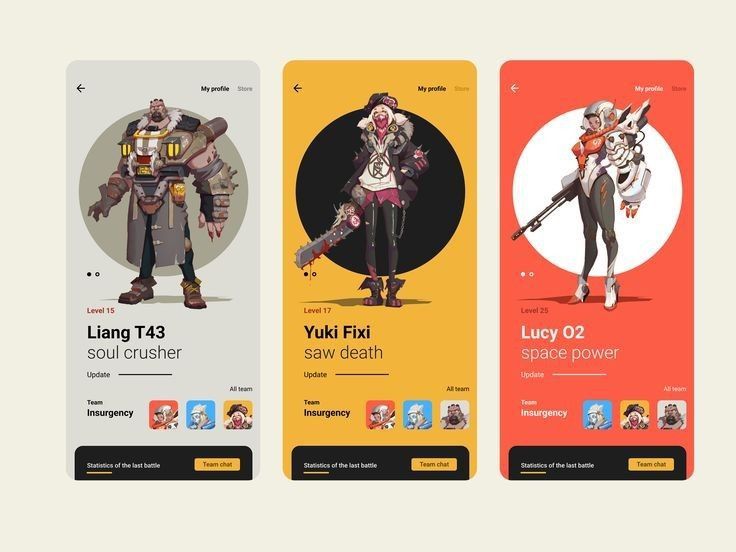 My profile Store
Level 15
Liang T43
soul crusher
Update
All team
Team
Insurgency
Statistics of the last battle
Team chat
My profile Store
Level 17
Yuki Fixi
saw death
Update
All team
Team
Insurgency
Statistics of the last battle
Team chat
My profile Store
Level 25
Lucy O2
space power
Update
All team
Team
Insurgency
Statistics of the last battle
Team chat